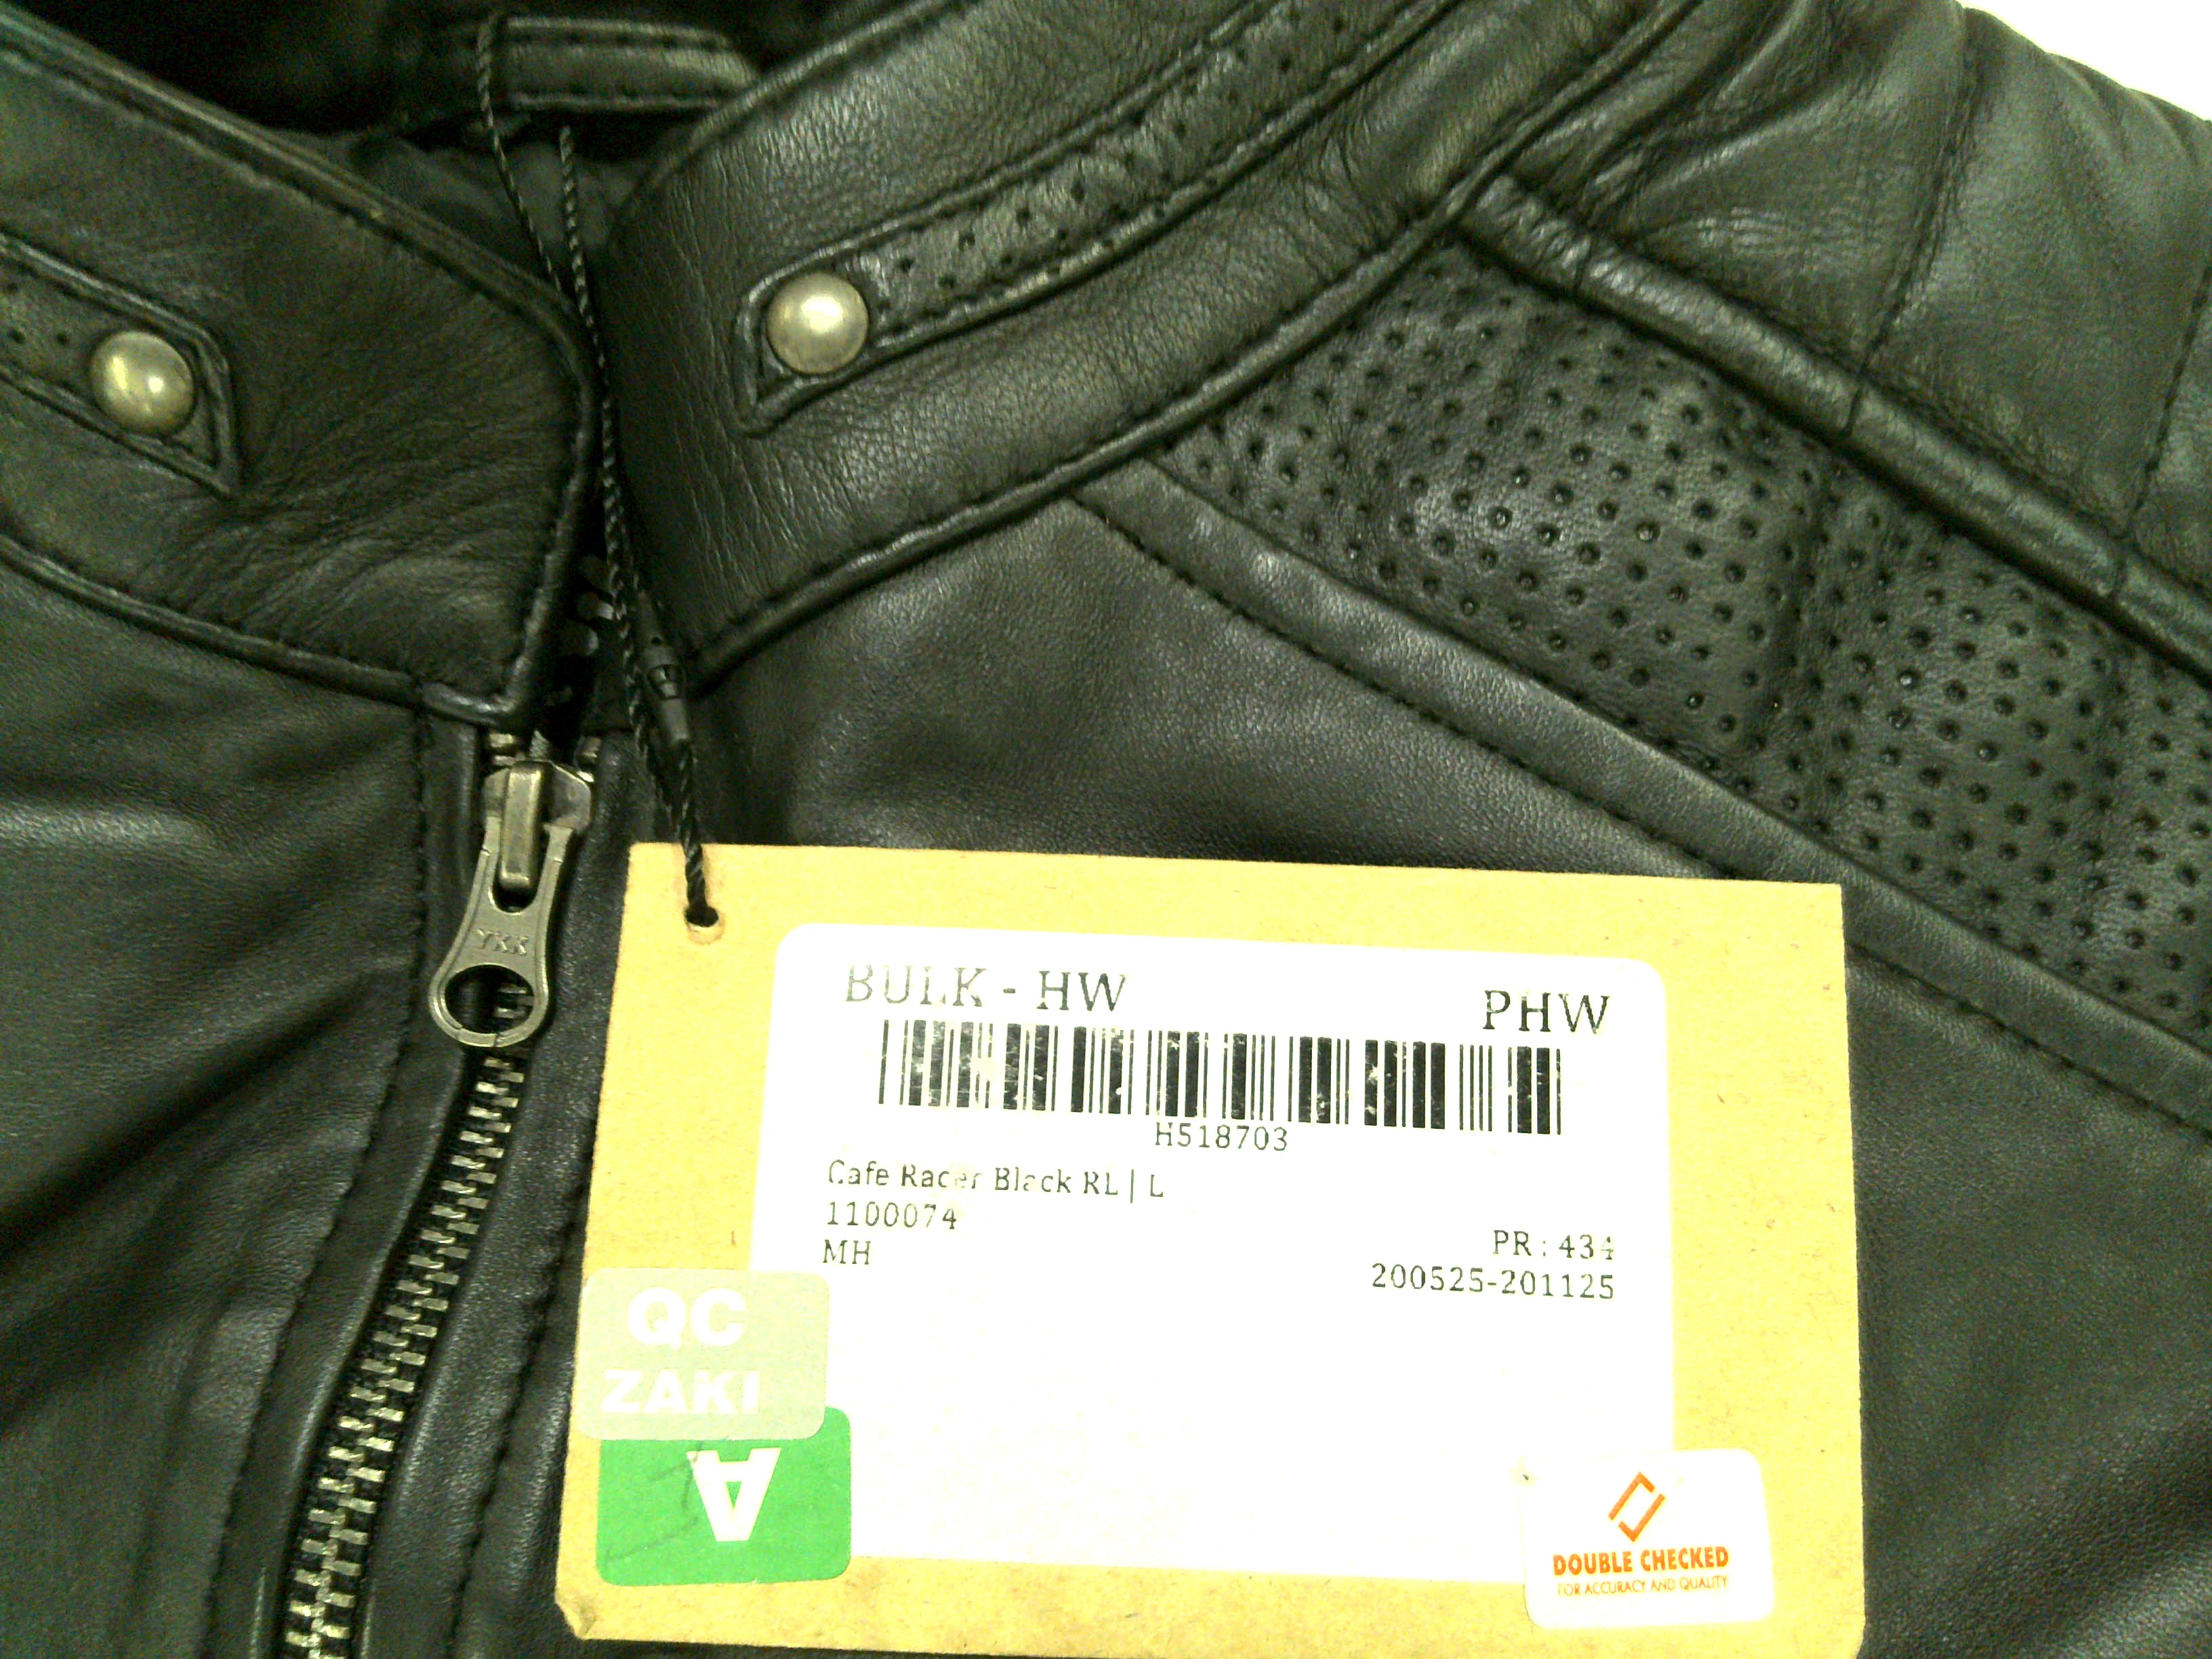 YKK
BULK - HW
PHW
H518703
Cafe Racer Black RL | L
1100074
MH
PR : 434
200525-201125
QC
ZAKI
A
DOUBLE CHECKED
FOR ACCURACY AND QUALITY